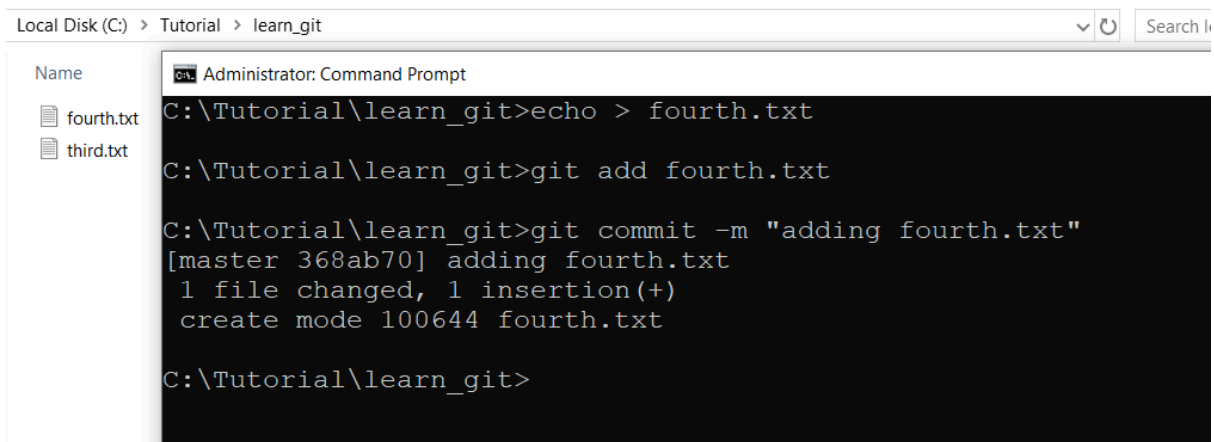 Local Disk (C:) > Tutorial > learn_git
Search
Name
Administrator: Command Prompt
fourth.txt
third.txt
C:\Tutorial\learn_git>echo > fourth.txt
C:\Tutorial\learn_git>git add fourth.txt
C:\Tutorial\learn_git>git commit -m "adding fourth.txt"
[master 368ab70] adding fourth.txt
1 file changed, 1 insertion(+)
create mode 100644 fourth.txt
C:\Tutorial\learn_git>